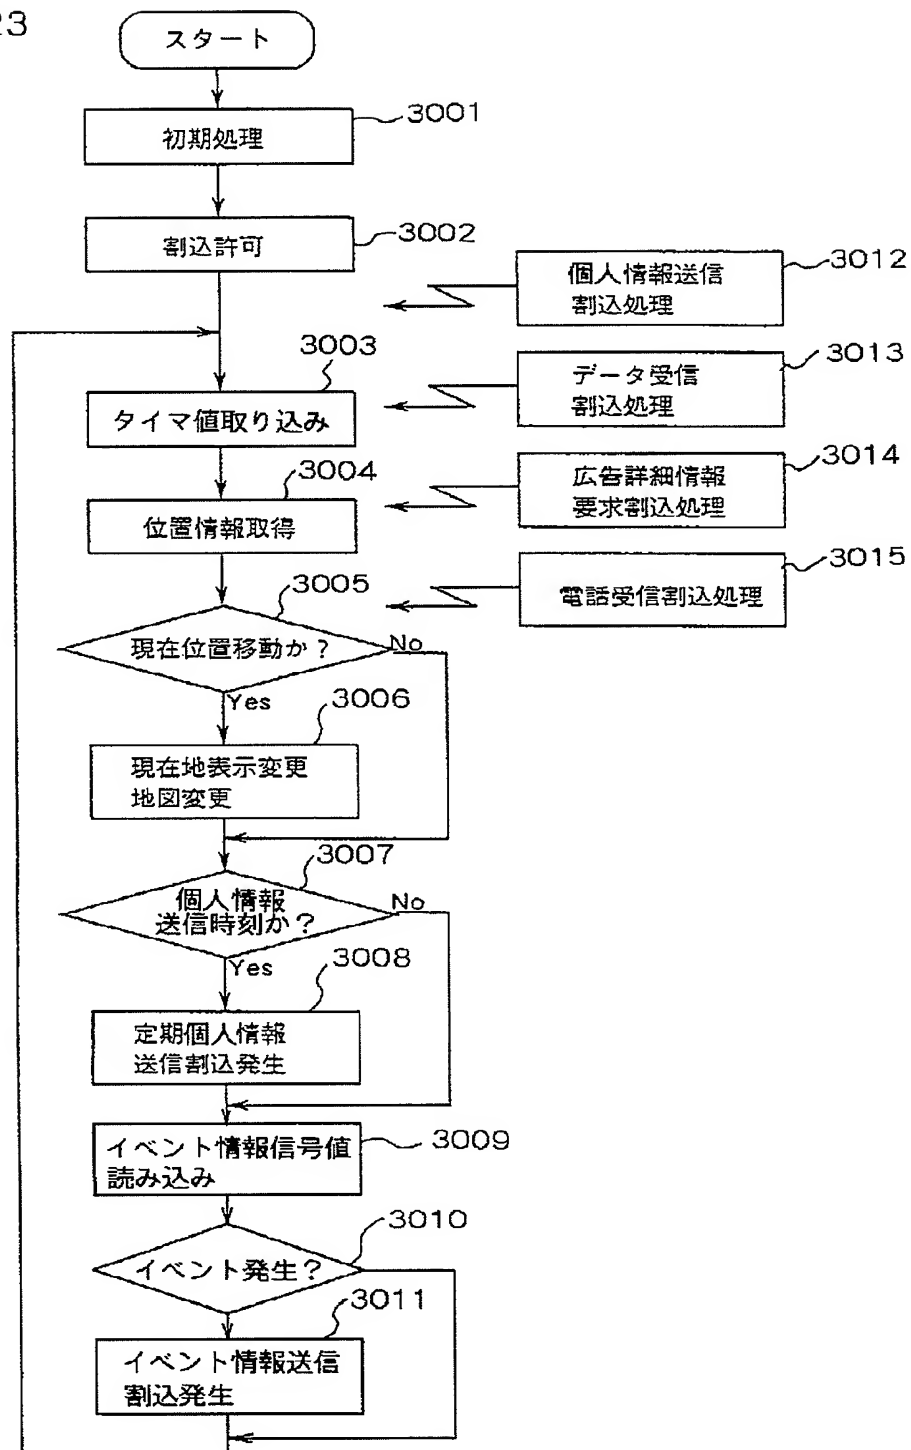 23
スタート
3001
初期処理
3002
割込許可
3012
個人情報送信
割込処理
3003
タイマ値取り込み
3013
データ受信
割込処理
3004
位置情報取得
3014
広告詳細情報
要求割込処理
3005
現在位置移動か?
No
Yes
3015
電話受信割込処理
3006
現在地表示変更
地図変更
3007
個人情報
送信時刻か?
No
Yes
3008
定期個人情報
送信割込発生
3009
イベント情報信号値
読み込み
3010
イベント発生?
3011
イベント情報送信
割込発生